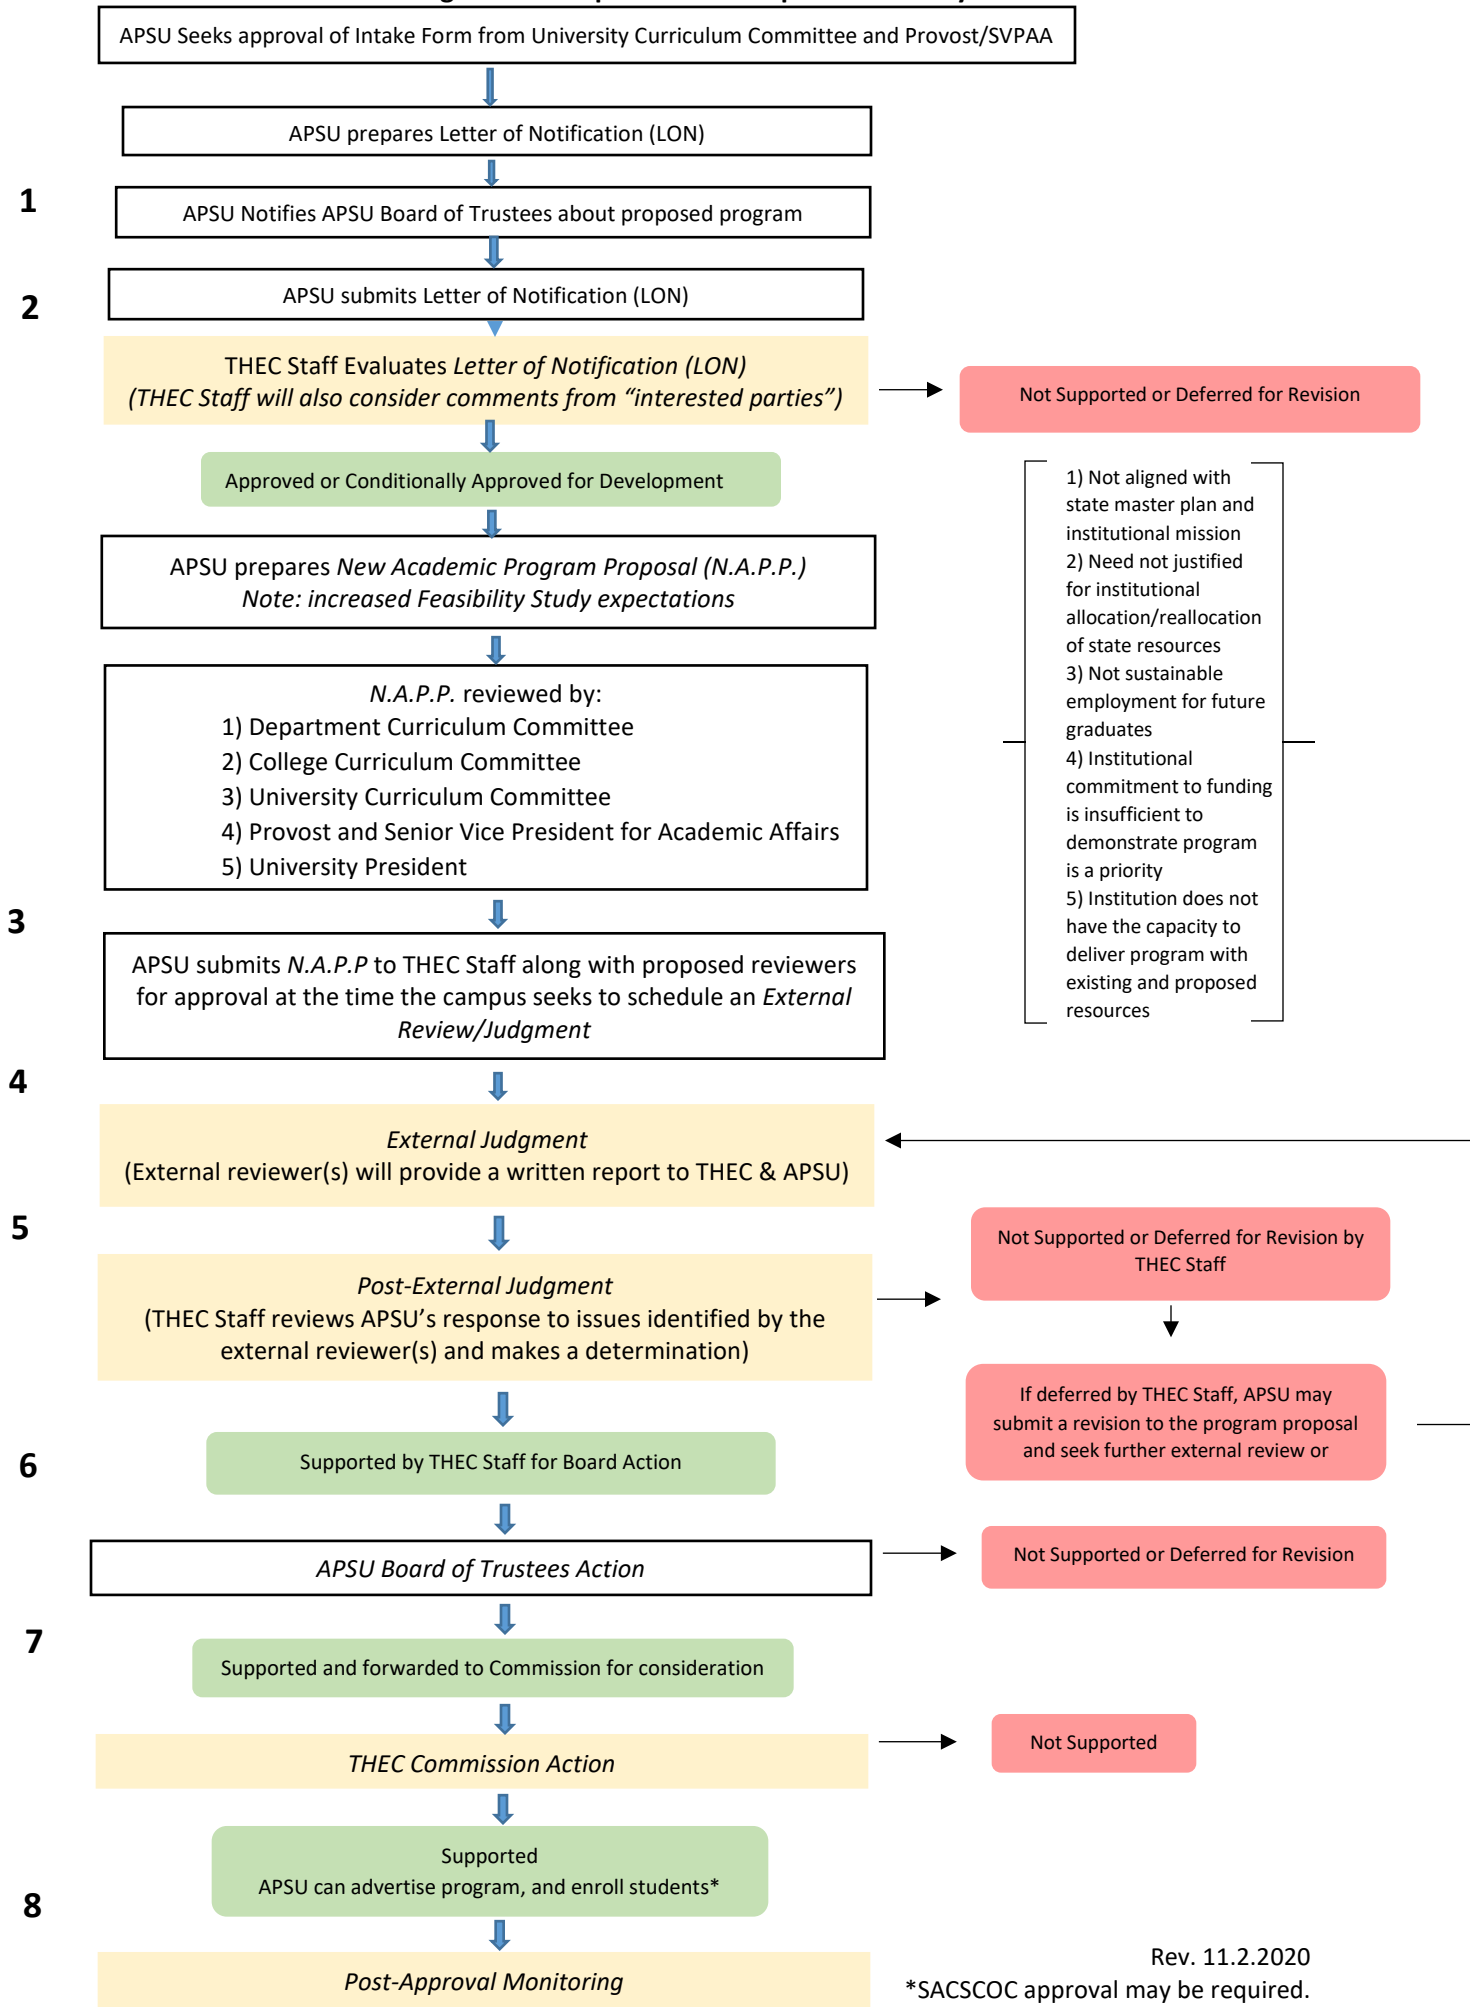 APSU Seeks approval of Intake Form from University Curriculum Committee and Provost/SVPAA
APSU prepares Letter of Notification (LON)
1
APSU Notifies APSU Board of Trustees about proposed program
2
APSU submits Letter of Notification (LON)
THEC Staff Evaluates Letter of Notification (LON)
(THEC Staff will also consider comments from “interested parties”)
Not Supported or Deferred for Revision
Approved or Conditionally Approved for Development
1) Not aligned with
state master plan and
institutional mission
2) Need not justified
for institutional
allocation/reallocation
of state resources
3) Not sustainable
employment for future
graduates
4) Institutional
commitment to funding
is insufficient to
demonstrate program
is a priority
5) Institution does not
have the capacity to
deliver program with
existing and proposed
resources
APSU prepares New Academic Program Proposal (N.A.P.P.)
Note: increased Feasibility Study expectations
N.A.P.P. reviewed by:
1) Department Curriculum Committee
2) College Curriculum Committee
3) University Curriculum Committee
4) Provost and Senior Vice President for Academic Affairs
5) University President
3
APSU submits N.A.P.P to THEC Staff along with proposed reviewers
for approval at the time the campus seeks to schedule an External
Review/Judgment
4
External Judgment
(External reviewer(s) will provide a written report to THEC & APSU)
5
Post-External Judgment
(THEC Staff reviews APSU’s response to issues identified by the
external reviewer(s) and makes a determination)
Not Supported or Deferred for Revision by
THEC Staff
If deferred by THEC Staff, APSU may
submit a revision to the program proposal
and seek further external review or
6
Supported by THEC Staff for Board Action
APSU Board of Trustees Action
Not Supported or Deferred for Revision
7
Supported and forwarded to Commission for consideration
THEC Commission Action
Not Supported
Supported
APSU can advertise program, and enroll students*
8
Post-Approval Monitoring
Rev. 11.2.2020
*SACSCOC approval may be required.